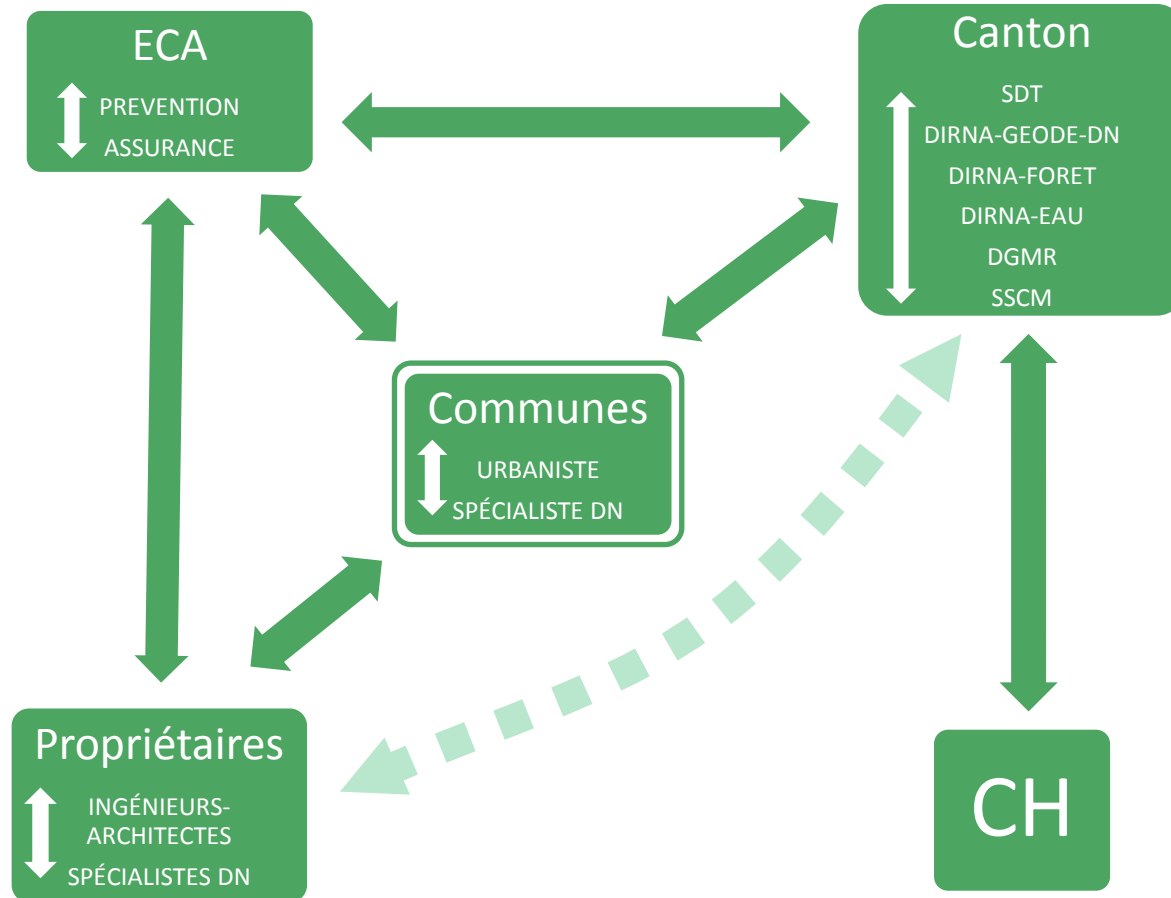 ECA
PREVENTION
ASSURANCE
Canton
SDT
DIRNA-GEODE-DN
DIRNA-FORET
DIRNA-EAU
DGMR
SSCM
Communes
URBANISTE
SPÉCIALISTE DN
Propriétaires
INGÉNIEURS-
ARCHITECTES
SPÉCIALISTES DN
CH